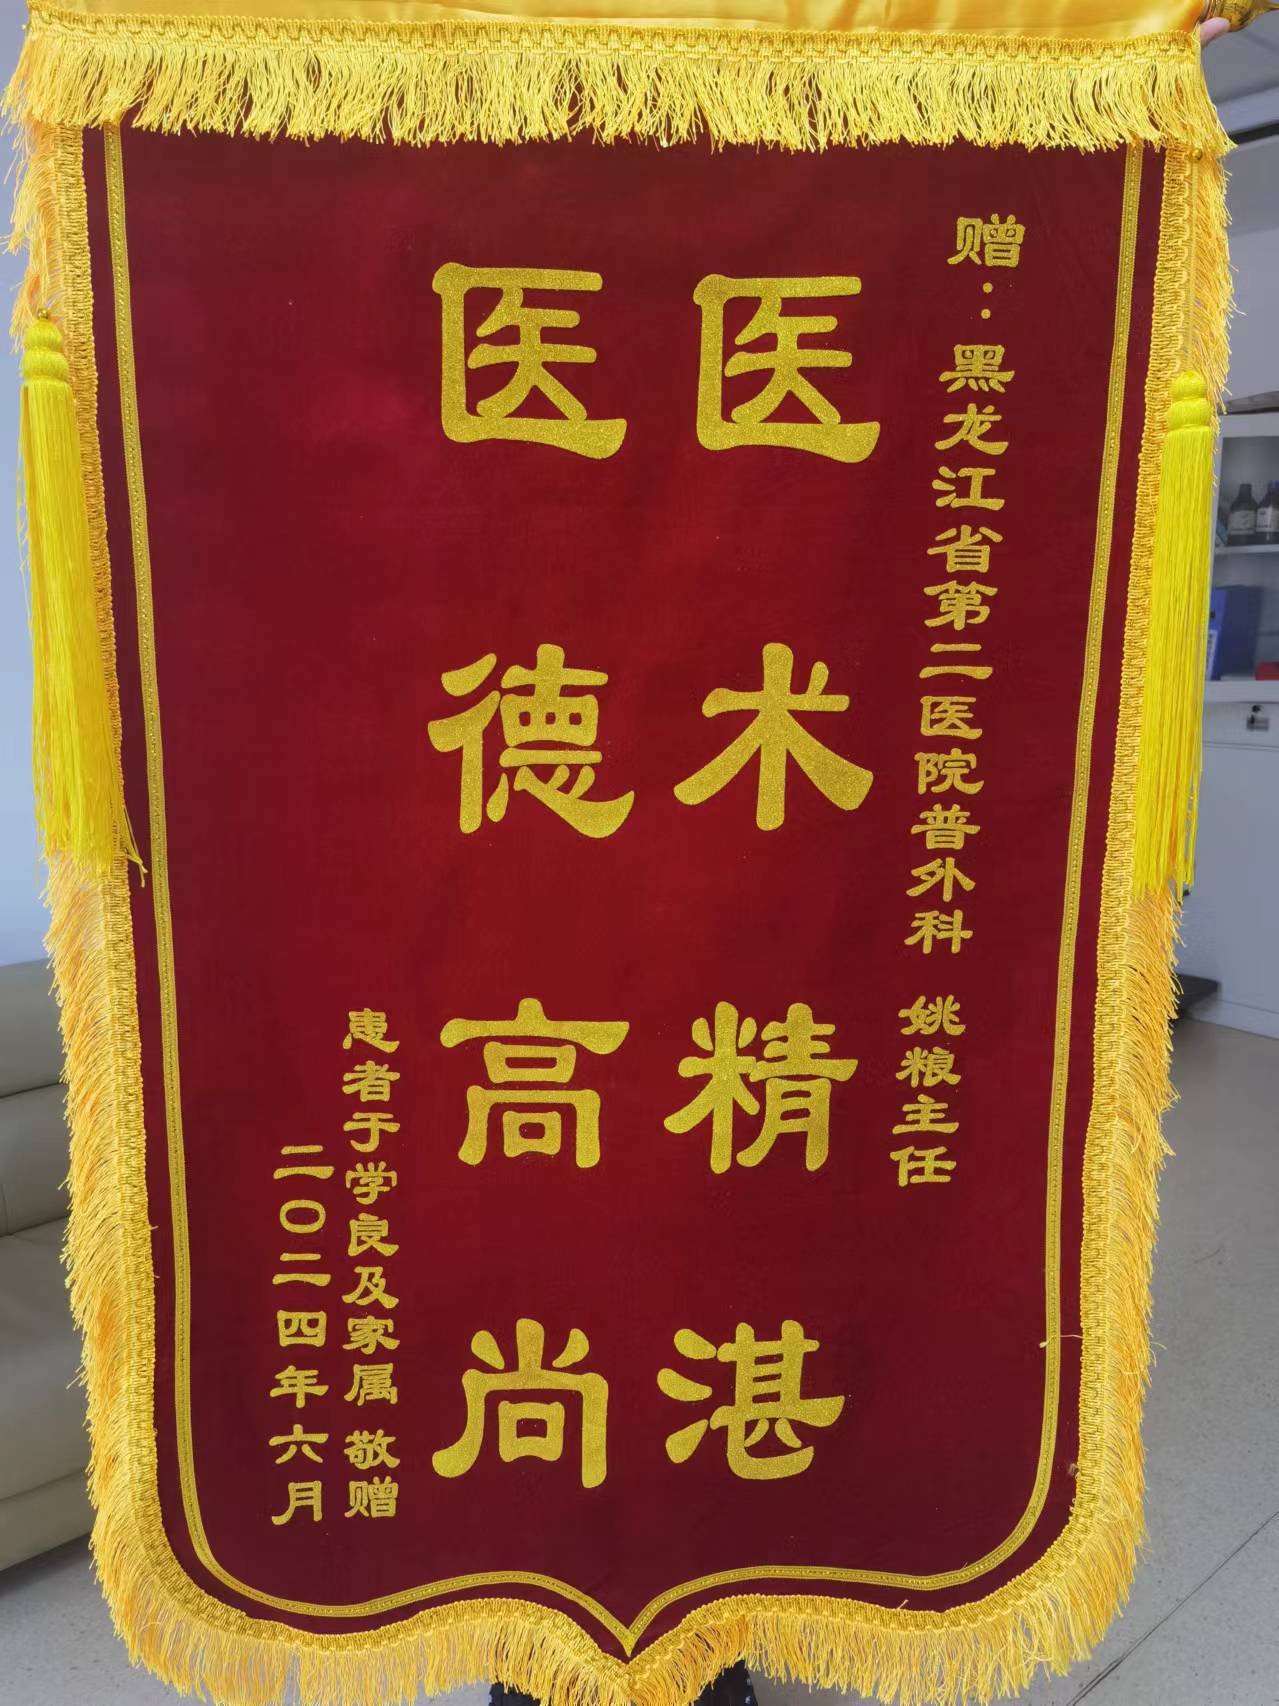 赠：黑龙江省第二医院普外科 姚粮主任
医术精湛
医德高尚
患者于学良及家属 敬赠
二〇二四年六月